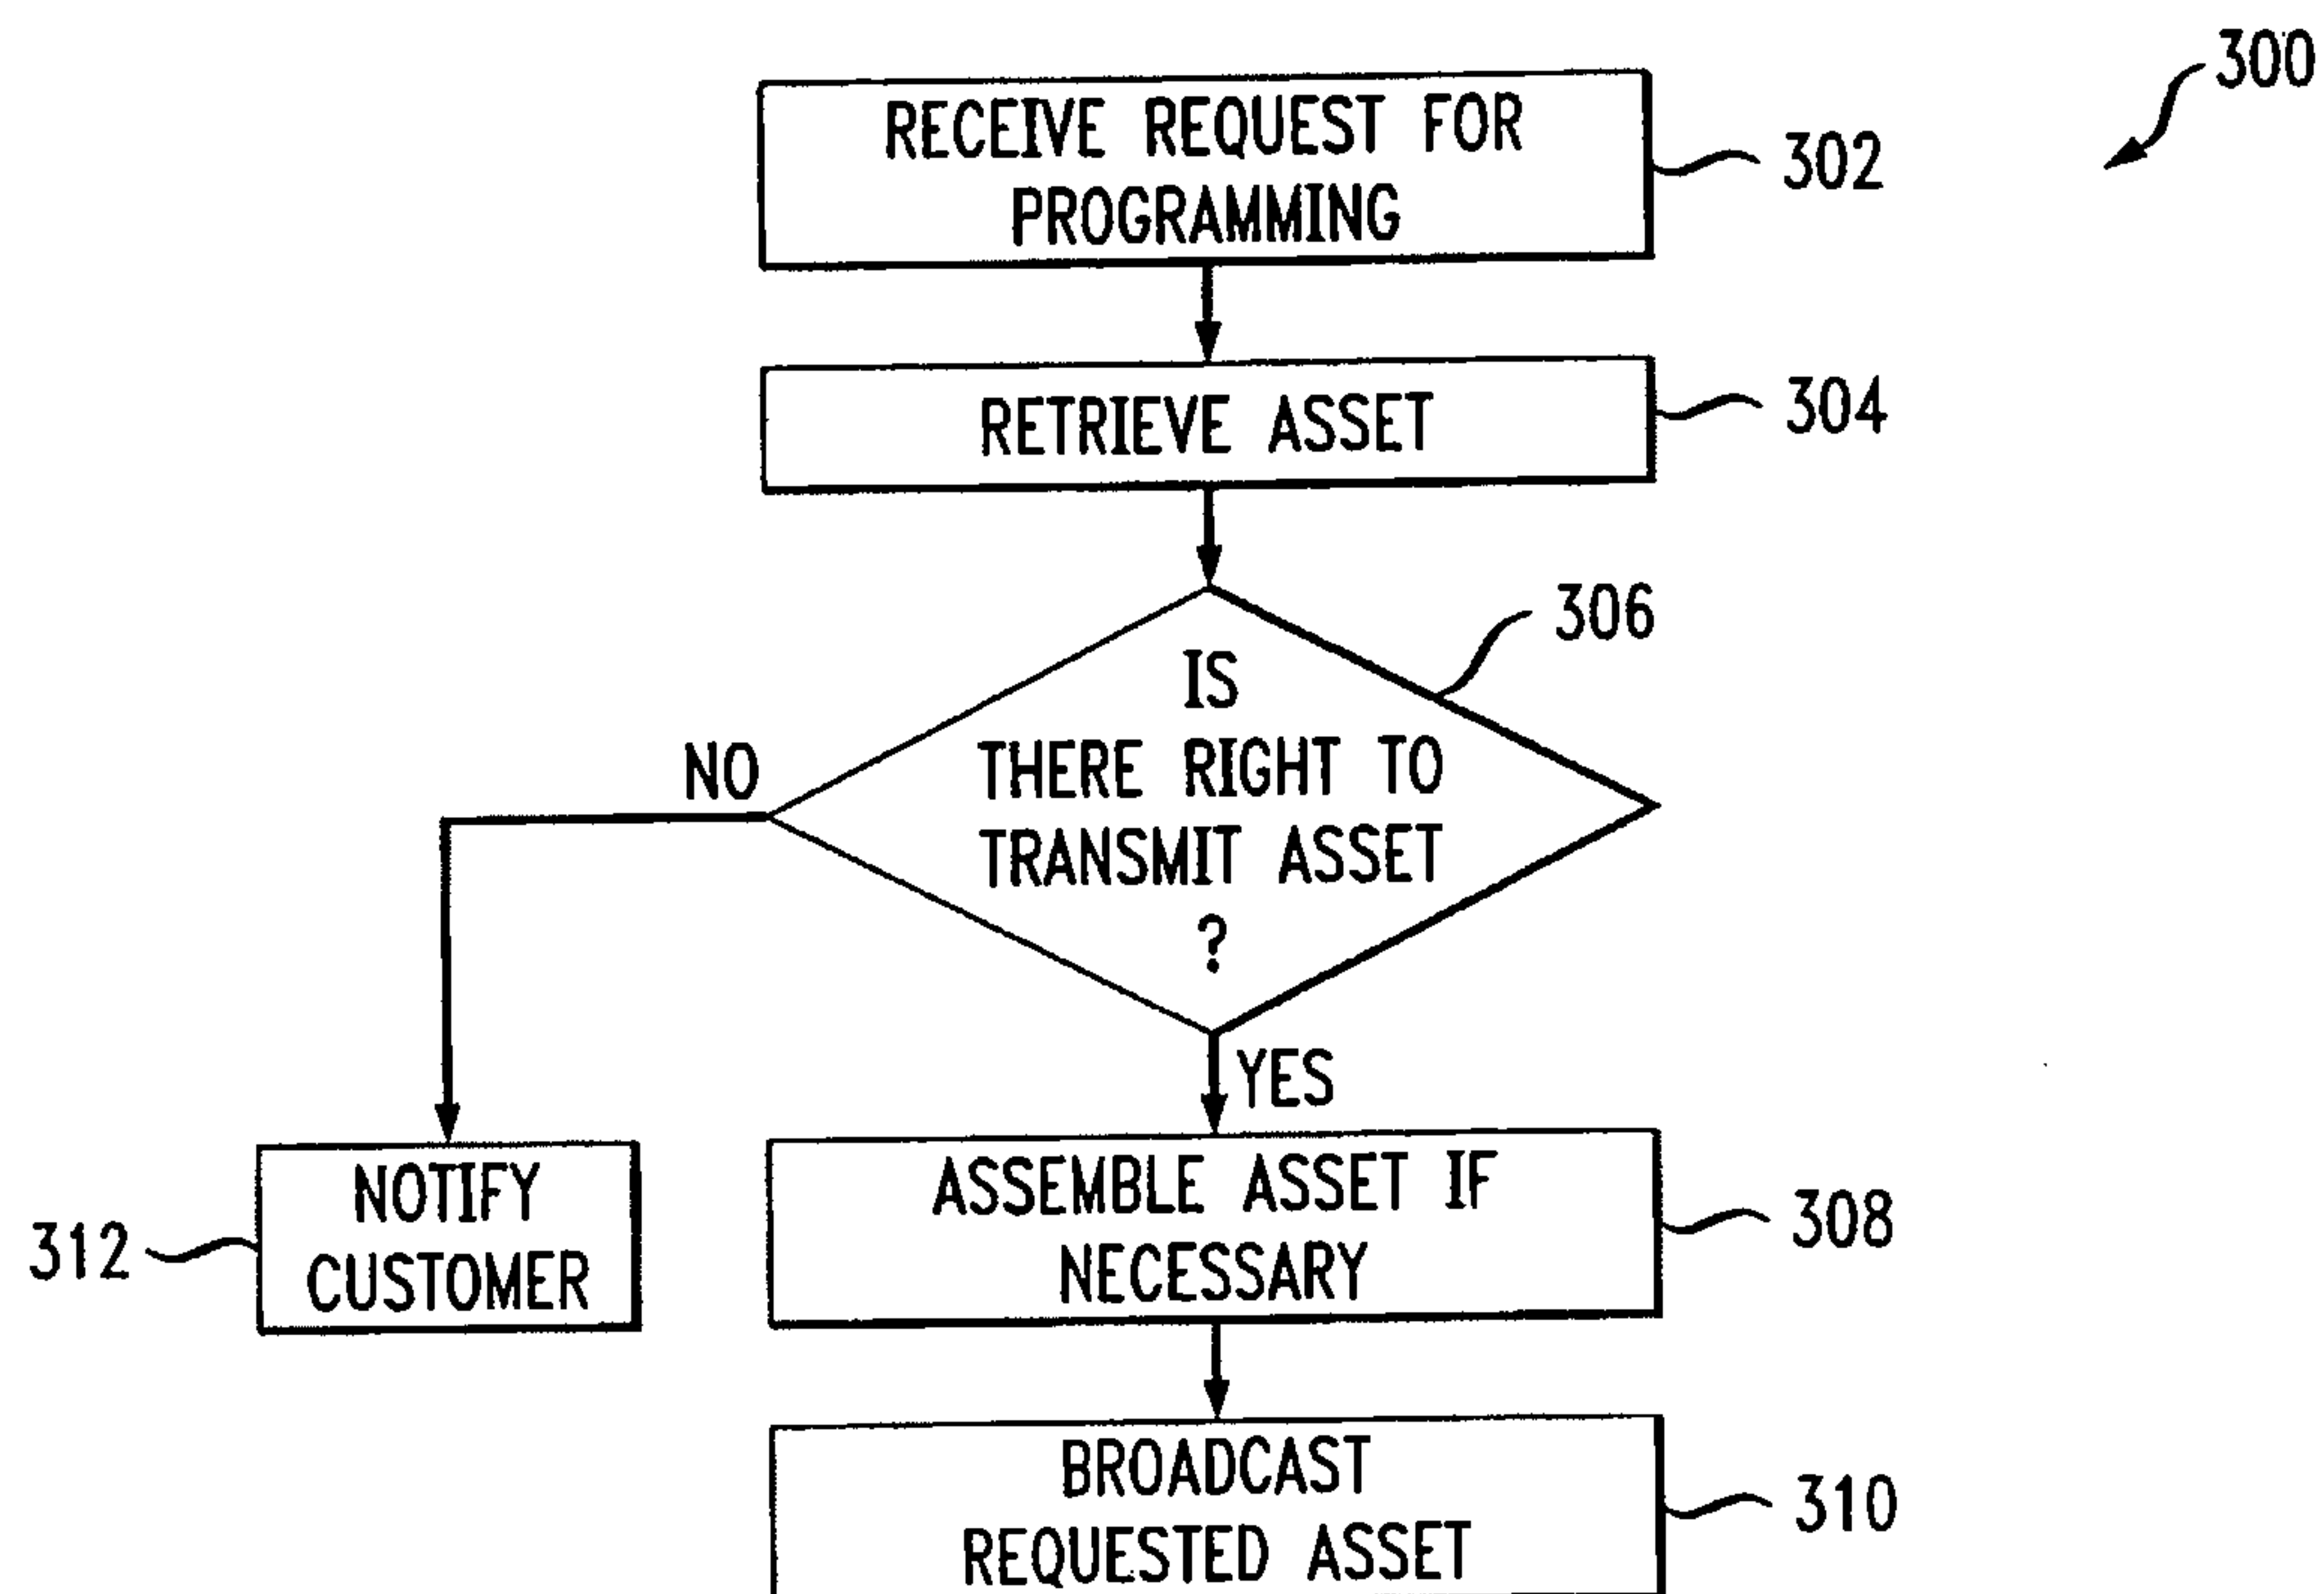 300
RECEIVE REQUEST FOR
PROGRAMMING
302
RETRIEVE ASSET
304
306
IS
THERE RIGHT TO
TRANSMIT ASSET
?
NO
YES
NOTIFY
CUSTOMER
312
ASSEMBLE ASSET IF
NECESSARY
308
BROADCAST
REQUESTED ASSET
310